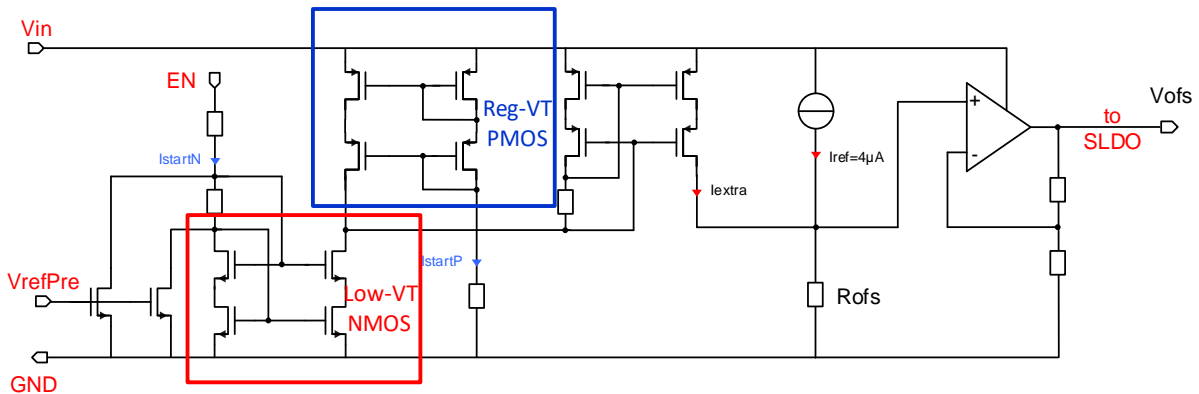 Vin
EN
Reg-VT
PMOS
Vofs
to
SLDO
+
-
IstartN
Iref=4µA
Iextra
IstartP
VrefPre
Low-VT
NMOS
Rofs
GND